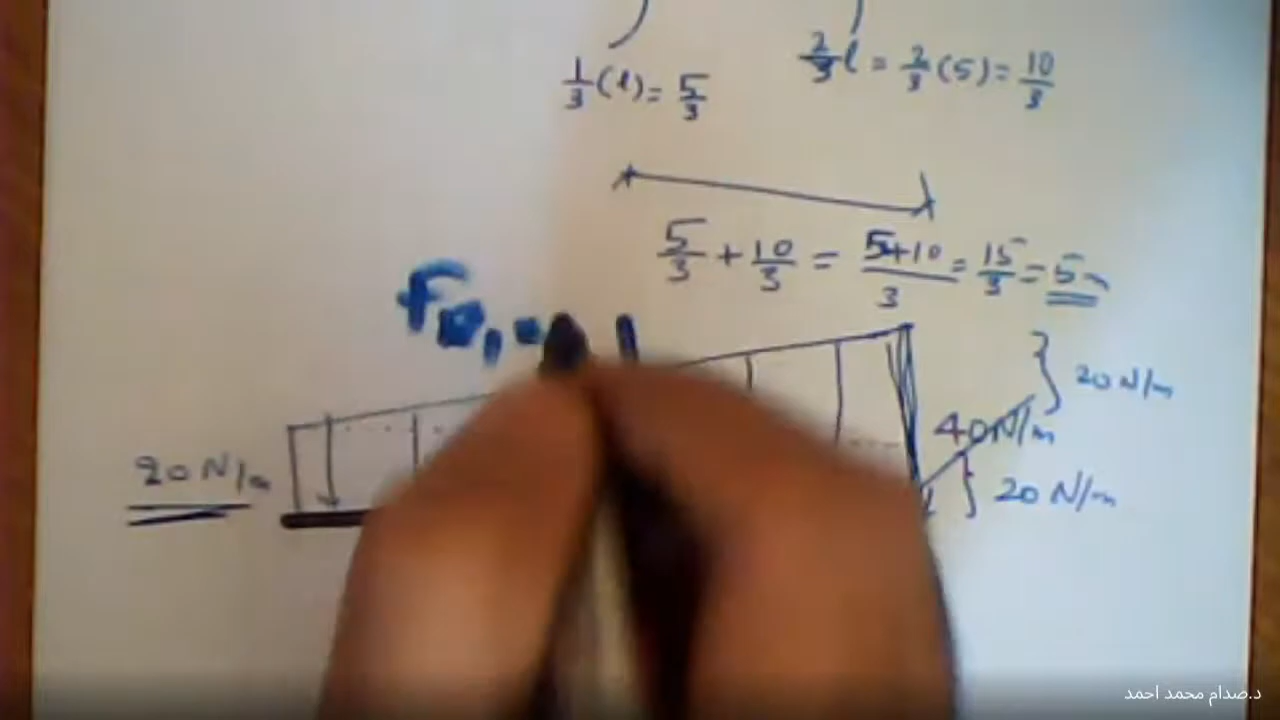 1/3 (l) = 5/3
2/3 l = 2/3 (5) = 10/3
5/3 + 10/3 = 5+10/3 = 15/3 = 5m
20 N/m
40 N/m
20 N/m
20 N/m
د.صدام محمد احمد